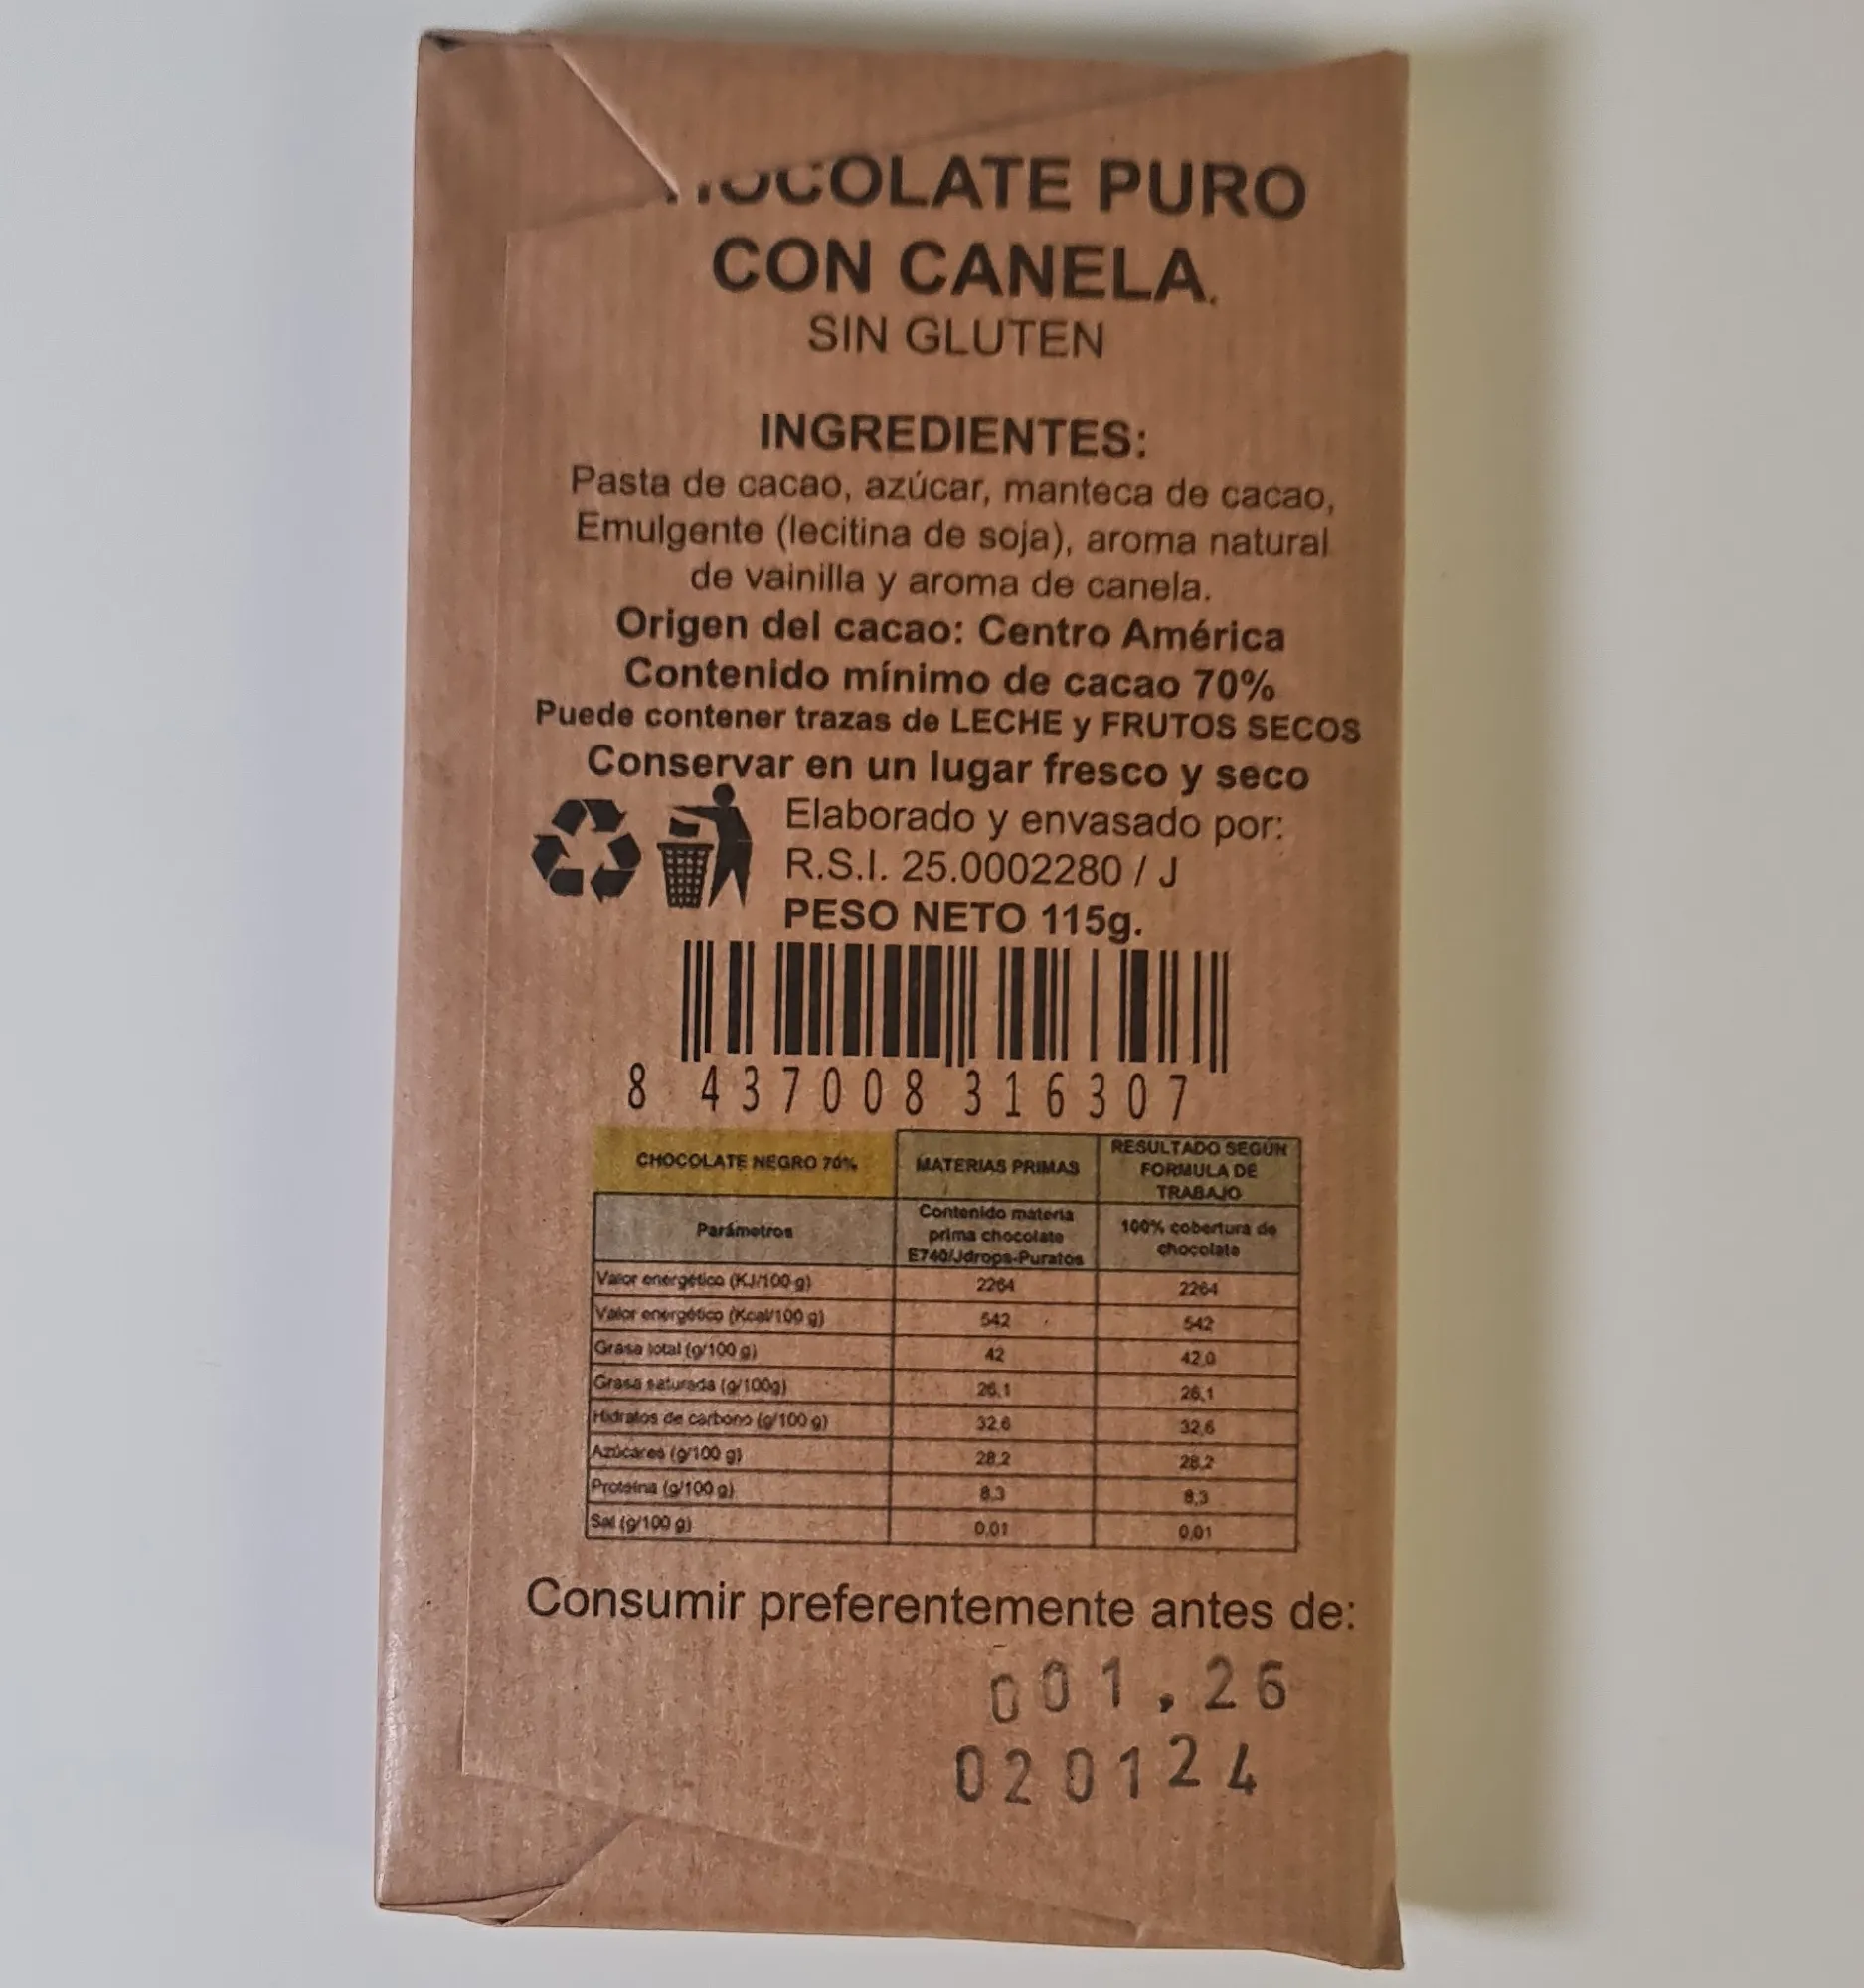 CHOCOLATE PURO
CON CANELA.
SIN GLUTEN
INGREDIENTES:
Pasta de cacao, azúcar, manteca de cacao,
Emulgente (lecitina de soja), aroma natural
de vainilla y aroma de canela.
Origen del cacao: Centro América
Contenido mínimo de cacao 70%
Puede contener trazas de LECHE y FRUTOS SECOS
Conservar en un lugar fresco y seco
Elaborado y envasado por:
R.S.I. 25.0002280 / J
PESO NETO 115g.
8 437008 316307
CHOCOLATE NEGRO 70% MATERIAS PRIMAS RESULTADO SEGÚN FORMULA DE TRABAJO
Parámetros Contenido materia prima chocolate E740/Jdrops-Puratos 100% cobertura de chocolate
Valor energético (KJ/100 g) 2264 2264
Valor energético (Kcal/100 g) 542 542
Grasa total (g/100 g) 42 42,0
Grasa saturada (g/100g) 26,1 26,1
Hidratos de carbono (g/100 g) 32,6 32,6
Azúcares (g/100 g) 28,2 28,2
Proteína (g/100 g) 8,3 8,3
Sal (g/100 g) 0,01 0,01
Consumir preferentemente antes de:
001.26
020124